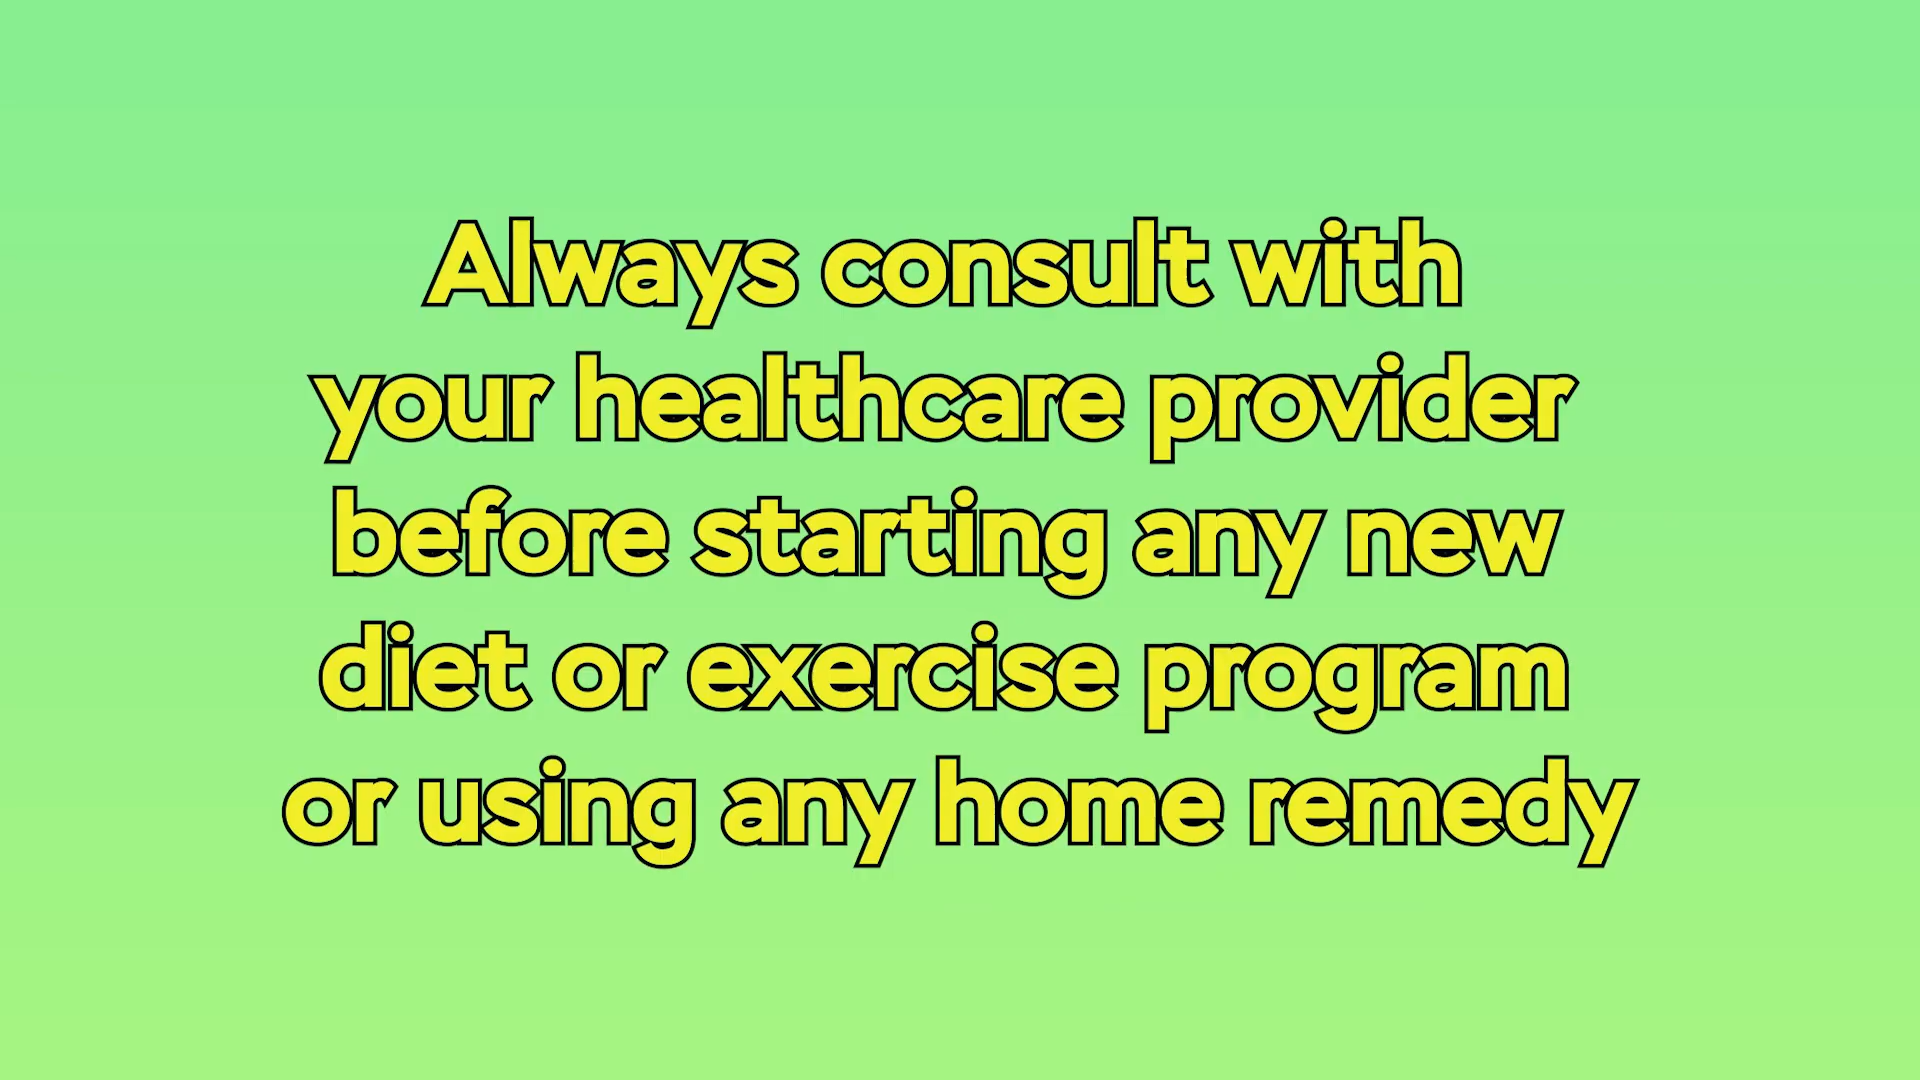 Always consult with
your healthcare provider
before starting any new
diet or exercise program
or using any home remedy